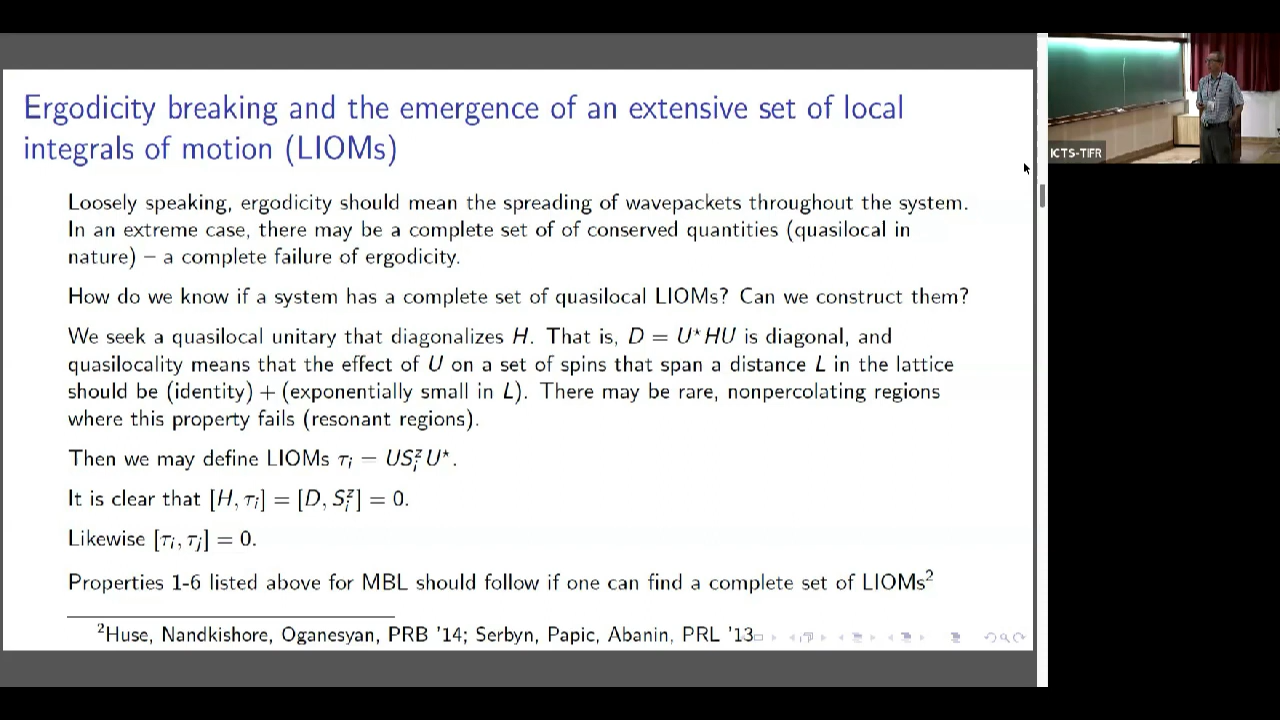 Ergodicity breaking and the emergence of an extensive set of local
integrals of motion (LIOMs)
Loosely speaking, ergodicity should mean the spreading of wavepackets throughout the system.
In an extreme case, there may be a complete set of of conserved quantities (quasilocal in
nature) – a complete failure of ergodicity.
How do we know if a system has a complete set of quasilocal LIOMs? Can we construct them?
We seek a quasilocal unitary that diagonalizes H. That is, D = U*HU is diagonal, and
quasilocality means that the effect of U on a set of spins that span a distance L in the lattice
should be (identity) + (exponentially small in L). There may be rare, nonpercolating regions
where this property fails (resonant regions).
Then we may define LIOMs τᵢ = USᵢᶻU*.
It is clear that [H, τᵢ] = [D, Sᵢᶻ] = 0.
Likewise [τᵢ, τⱼ] = 0.
Properties 1-6 listed above for MBL should follow if one can find a complete set of LIOMs²
²Huse, Nandkishore, Oganesyan, PRB '14; Serbyn, Papic, Abanin, PRL '13
ICTS-TIFR